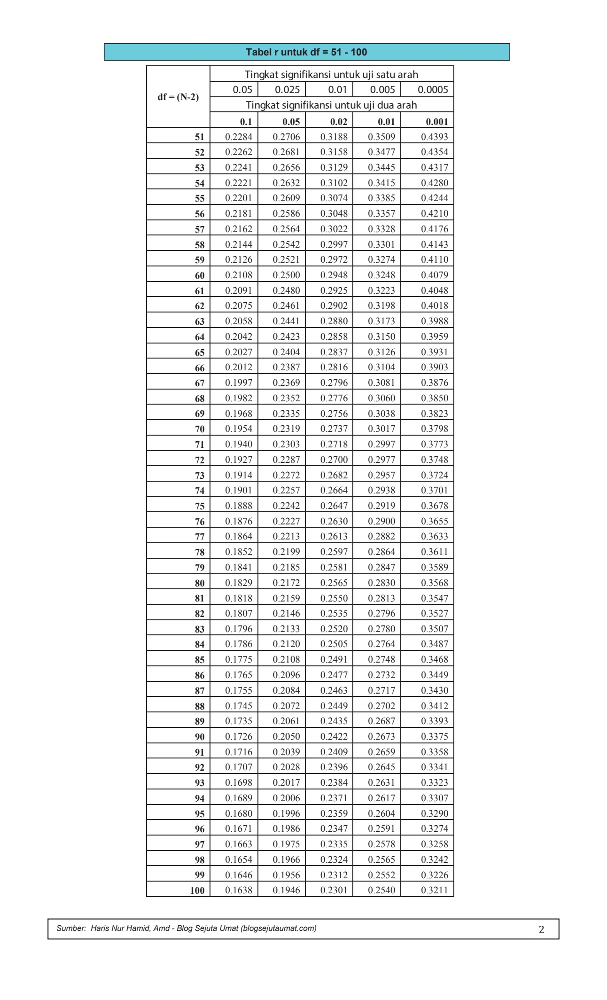 Tabel r untuk df = 51 - 100
df = (N-2)
Tingkat signifikansi untuk uji satu arah
0.05 0.025 0.01 0.005 0.0005
Tingkat signifikansi untuk uji dua arah
0.1 0.05 0.02 0.01 0.001
51 0.2284 0.2706 0.3188 0.3509 0.4393
52 0.2262 0.2681 0.3158 0.3477 0.4354
53 0.2241 0.2656 0.3129 0.3445 0.4317
54 0.2221 0.2632 0.3102 0.3415 0.4280
55 0.2201 0.2609 0.3074 0.3385 0.4244
56 0.2181 0.2586 0.3048 0.3357 0.4210
57 0.2162 0.2564 0.3022 0.3328 0.4176
58 0.2144 0.2542 0.2997 0.3301 0.4143
59 0.2126 0.2521 0.2972 0.3274 0.4110
60 0.2108 0.2500 0.2948 0.3248 0.4079
61 0.2091 0.2480 0.2925 0.3223 0.4048
62 0.2075 0.2461 0.2902 0.3198 0.4018
63 0.2058 0.2441 0.2880 0.3173 0.3988
64 0.2042 0.2423 0.2858 0.3150 0.3959
65 0.2027 0.2404 0.2837 0.3126 0.3931
66 0.2012 0.2387 0.2816 0.3104 0.3903
67 0.1997 0.2369 0.2796 0.3081 0.3876
68 0.1982 0.2352 0.2776 0.3060 0.3850
69 0.1968 0.2335 0.2756 0.3038 0.3823
70 0.1954 0.2319 0.2737 0.3017 0.3798
71 0.1940 0.2303 0.2718 0.2997 0.3773
72 0.1927 0.2287 0.2700 0.2977 0.3748
73 0.1914 0.2272 0.2682 0.2957 0.3724
74 0.1901 0.2257 0.2664 0.2938 0.3701
75 0.1888 0.2242 0.2647 0.2919 0.3678
76 0.1876 0.2227 0.2630 0.2900 0.3655
77 0.1864 0.2213 0.2613 0.2882 0.3633
78 0.1852 0.2199 0.2597 0.2864 0.3611
79 0.1841 0.2185 0.2581 0.2847 0.3589
80 0.1829 0.2172 0.2565 0.2830 0.3568
81 0.1818 0.2159 0.2550 0.2813 0.3547
82 0.1807 0.2146 0.2535 0.2796 0.3527
83 0.1796 0.2133 0.2520 0.2780 0.3507
84 0.1786 0.2120 0.2505 0.2764 0.3487
85 0.1775 0.2108 0.2491 0.2748 0.3468
86 0.1765 0.2096 0.2477 0.2732 0.3449
87 0.1755 0.2084 0.2463 0.2717 0.3430
88 0.1745 0.2072 0.2449 0.2702 0.3412
89 0.1735 0.2061 0.2435 0.2687 0.3393
90 0.1726 0.2050 0.2422 0.2673 0.3375
91 0.1716 0.2039 0.2409 0.2659 0.3358
92 0.1707 0.2028 0.2396 0.2645 0.3341
93 0.1698 0.2017 0.2384 0.2631 0.3323
94 0.1689 0.2006 0.2371 0.2617 0.3307
95 0.1680 0.1996 0.2359 0.2604 0.3290
96 0.1671 0.1986 0.2347 0.2591 0.3274
97 0.1663 0.1975 0.2335 0.2578 0.3258
98 0.1654 0.1966 0.2324 0.2565 0.3242
99 0.1646 0.1956 0.2312 0.2552 0.3226
100 0.1638 0.1946 0.2301 0.2540 0.3211
Sumber: Haris Nur Hamid, Amd - Blog Sejuta Umat (blogsejutaumat.com) 2